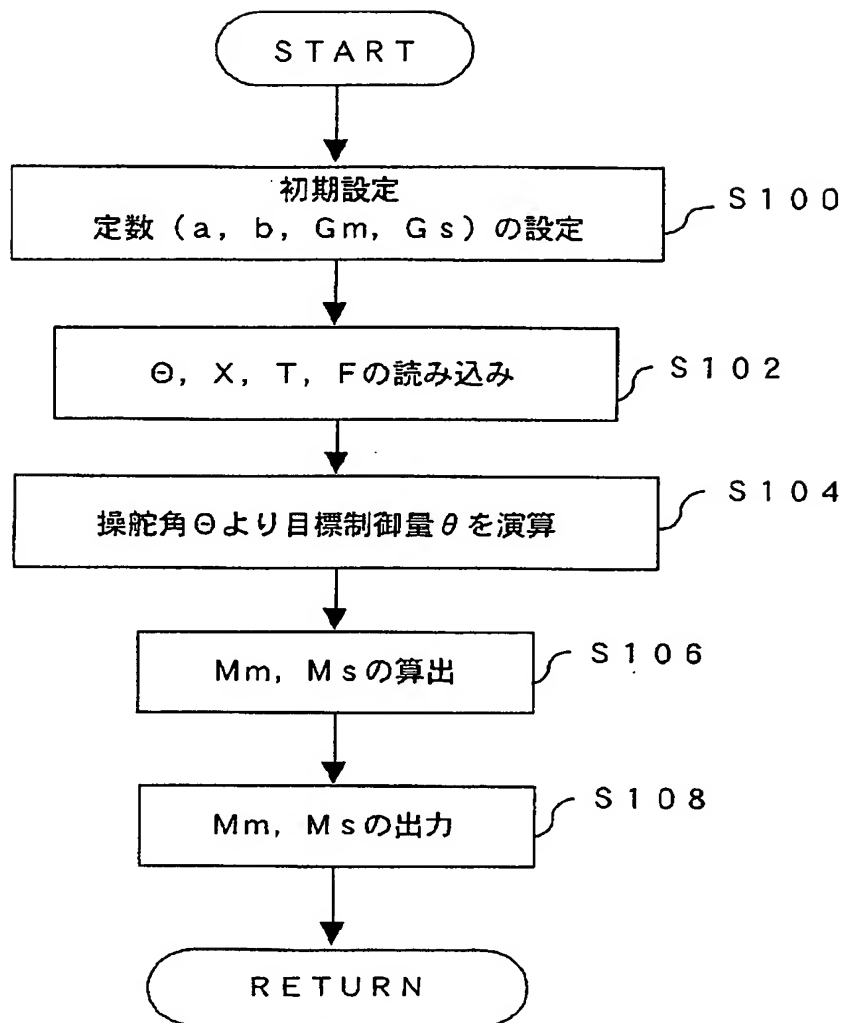 START
初期設定
定数（a，b，Gm，Gs）の設定
S100
Θ，X，T，Fの読み込み
S102
操舵角Θより目標制御量θを演算
S104
Mm，Msの算出
S106
Mm，Msの出力
S108
RETURN